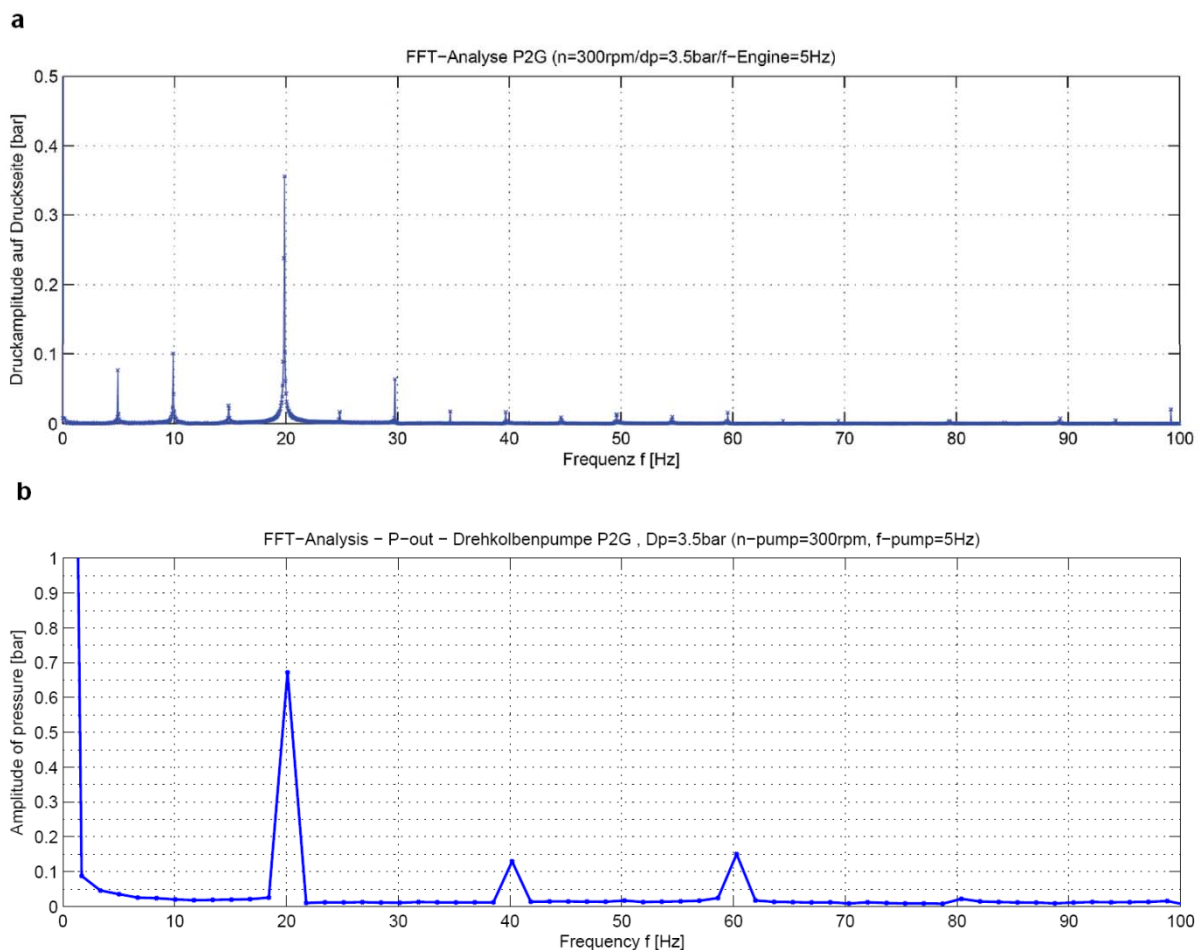 a
FFT−Analyse P2G (n=300rpm/dp=3.5bar/f−Engine=5Hz)
Druckamplitude auf Druckseite [bar]
0.5
0.4
0.3
0.2
0.1
0
0 10 20 30 40 50 60 70 80 90 100
Frequenz f [Hz]
b
FFT−Analysis − P−out − Drehkolbenpumpe P2G , Dp=3.5bar (n−pump=300rpm, f−pump=5Hz)
Amplitude of pressure [bar]
1
0.9
0.8
0.7
0.6
0.5
0.4
0.3
0.2
0.1
0
0 10 20 30 40 50 60 70 80 90 100
Frequency f [Hz]